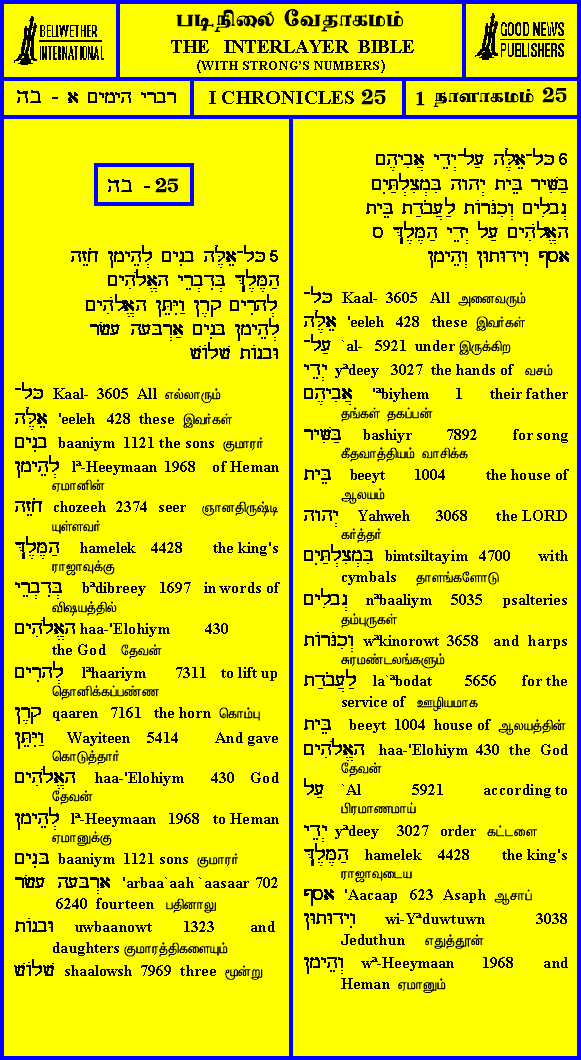 BELLWETHER
INTERNATIONAL
படிநிலை வேதாகமம்
THE INTERLAYER BIBLE
(WITH STRONG'S NUMBERS)
GOOD NEWS
PUBLISHERS
דברי הימים א - כה
I CHRONICLES 25
1 நாளாகமம் 25
25 - כה
5 כָּל־אֵלֶּה בָנִים לְהֵימָן חֹזֵה
הַמֶּלֶךְ בְּדִבְרֵי הָאֱלֹהִים
לְהָרִים קָרֶן וַיִּתֵּן הָאֱלֹהִים
לְהֵימָן בָּנִים אַרְבָּעָה עָשָׂר
וּבָנוֹת שָׁלוֹשׁ
כָּל־ Kaal- 3605 All எல்லாரும்
אֵלֶּה 'eeleh 428 these இவர்கள்
בָנִים baaniym 1121 the sons குமாரர்
לְהֵימָן lª-Heeymaan 1968 of Heman
ஏமானின்
חֹזֵה chozeeh 2374 seer ஞானதிருஷ்டி
யுள்ளவர்
הַמֶּלֶךְ hamelek 4428 the king's
ராஜாவுக்கு
בְּדִבְרֵי bªdibreey 1697 in words of
விஷயத்தில்
הָאֱלֹהִים haa-'Elohiym 430
the God தேவன்
לְהָרִים lªhaariym 7311 to lift up
தொனிக்கப்பண்ண
קָרֶן qaaren 7161 the horn கொம்பு
וַיִּתֵּן Wayiteen 5414 And gave
கொடுத்தார்
הָאֱלֹהִים haa-'Elohiym 430 God
தேவன்
לְהֵימָן lª-Heeymaan 1968 to Heman
ஏமானுக்கு
בָּנִים baaniym 1121 sons குமாரர்
אַרְבָּעָה עָשָׂר 'arbaa`aah `aasaar 702
6240 fourteen பதினாலு
וּבָנוֹת uwbaanowt 1323 and
daughters குமாரத்திகளையும்
שָׁלוֹשׁ shaalowsh 7969 three மூன்று
6 כָּל־אֵלֶּה עַל־יְדֵי אֲבִיהֶם
בַּשִּׁיר בֵּית יְהוָה בִּמְצִלְתַּיִם
נְבָלִים וְכִנֹּרוֹת לַעֲבֹדַת בֵּית
הָאֱלֹהִים עַל יְדֵי הַמֶּלֶךְ ס
אסף וִידוּתוּן וְהֵימָן
כָּל־ Kaal- 3605 All அனைவரும்
אֵלֶּה 'eeleh 428 these இவர்கள்
עַל־ `al- 5921 under இருக்கிற
יְדֵי yªdeey 3027 the hands of வசம்
אֲבִיהֶם 'ªbiyhem 1 their father
தங்கள் தகப்பன்
בַּשִּׁיר bashiyr 7892 for song
கீதவாத்தியம் வாசிக்க
בֵּית beeyt 1004 the house of
ஆலயம்
יְהוָה Yahweh 3068 the LORD
கர்த்தர்
בִּמְצִלְתַּיִם bimtsiltayim 4700 with
cymbals தாளங்களோடு
נְבָלִים nªbaaliym 5035 psalteries
தம்புருகள்
וְכִנֹּרוֹת wªkinorowt 3658 and harps
சுரமண்டலங்களும்
לַעֲבֹדַת la`ªbodat 5656 for the
service of ஊழியமாக
בֵּית beeyt 1004 house of ஆலயத்தின்
הָאֱלֹהִים haa-'Elohiym 430 the God
தேவன்
עַל `Al 5921 according to
பிரமாணமாய்
יְדֵי yªdeey 3027 order கட்டளை
הַמֶּלֶךְ hamelek 4428 the king's
ராஜாவுடைய
אסף 'Aacaap 623 Asaph ஆசாப்
וִידוּתוּן wi-Yªduwtuwn 3038
Jeduthun எதுத்தூன்
וְהֵימָן wª-Heeymaan 1968 and
Heman ஏமானும்